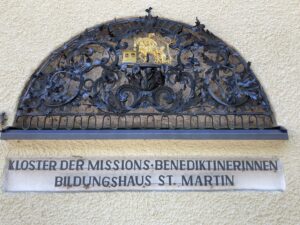 KLOSTER DER MISSIONS-BENEDIKTINERINNEN
BILDUNGSHAUS ST. MARTIN